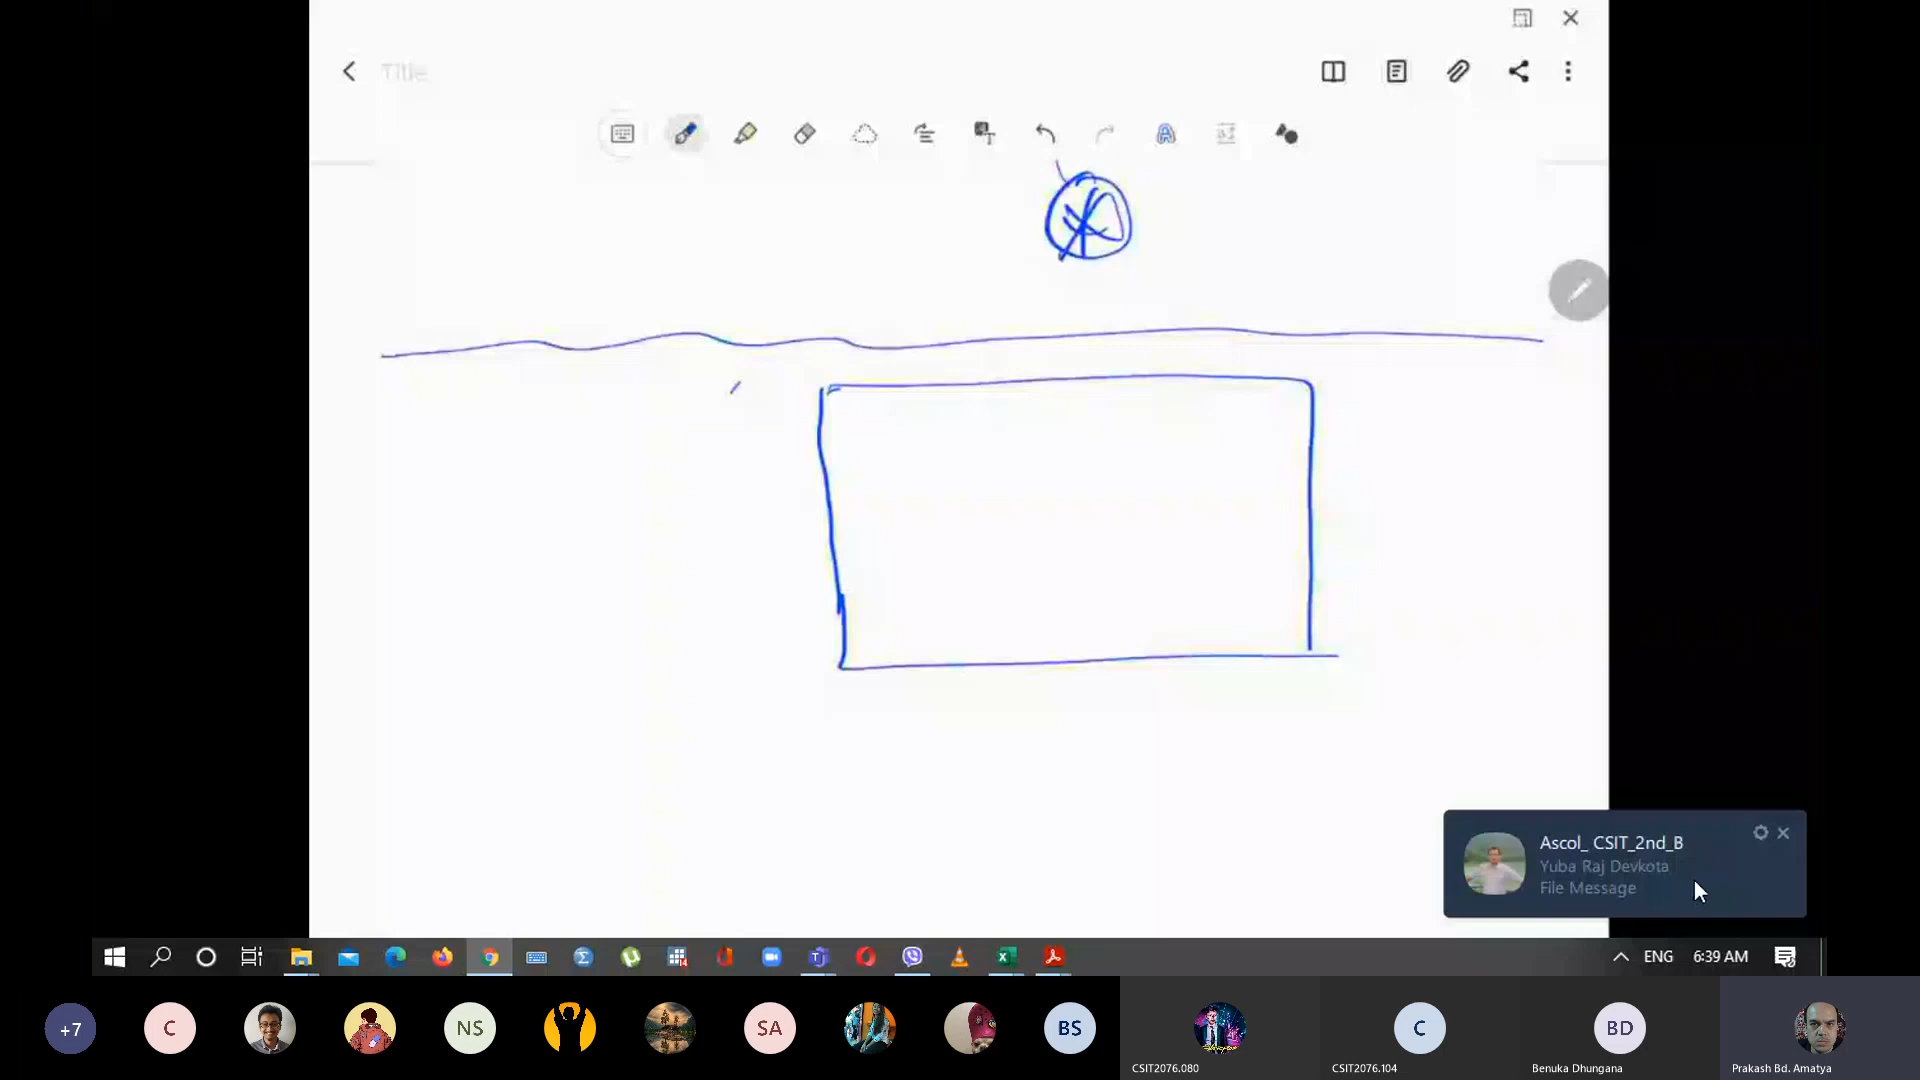 Title
Ascol_ CSIT_2nd_B
Yuba Raj Devkota
File Message
14
ENG
6:39 AM
+7
C
NS
SA
BS
C
BD
CSIT2076.080
CSIT2076.104
Benuka Dhungana
Prakash Bd. Amatya